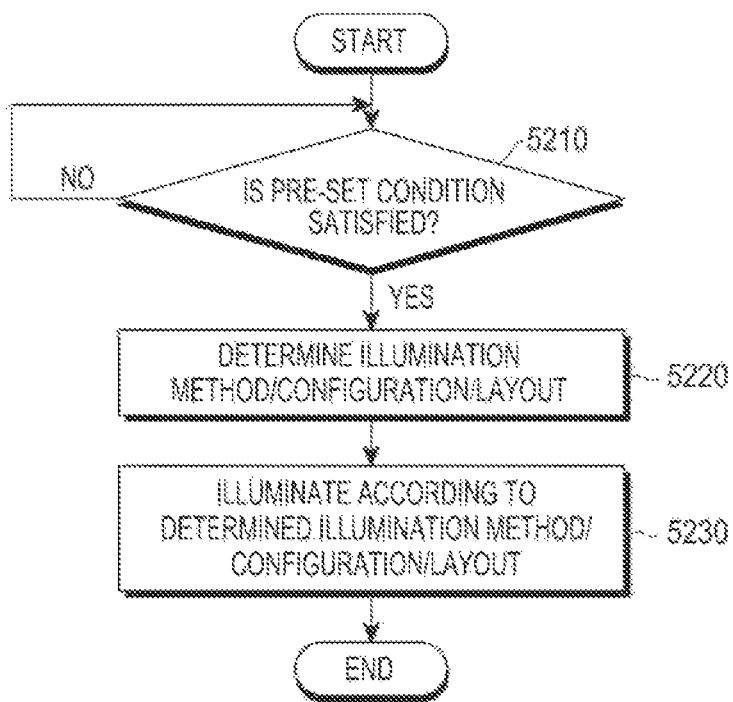 START
5210
NO
IS PRE-SET CONDITION
SATISFIED?
YES
DETERMINE ILLUMINATION
METHOD/CONFIGURATION/LAYOUT
5220
ILLUMINATE ACCORDING TO
DETERMINED ILLUMINATION METHOD/
CONFIGURATION/LAYOUT
5230
END